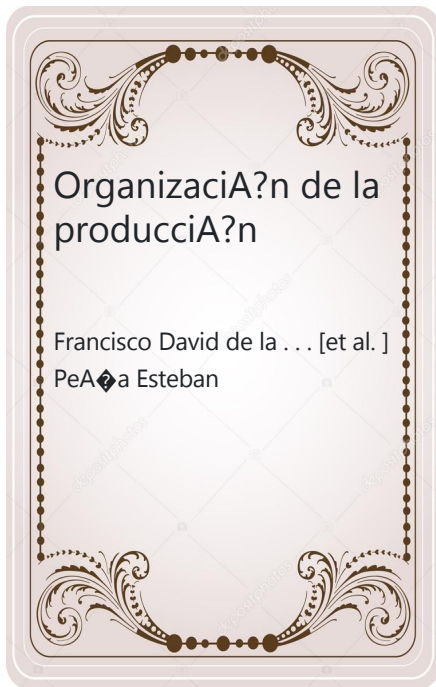 OrganizaciA?n de la
producciA?n
Francisco David de la . . . [et al. ]
PeA�a Esteban